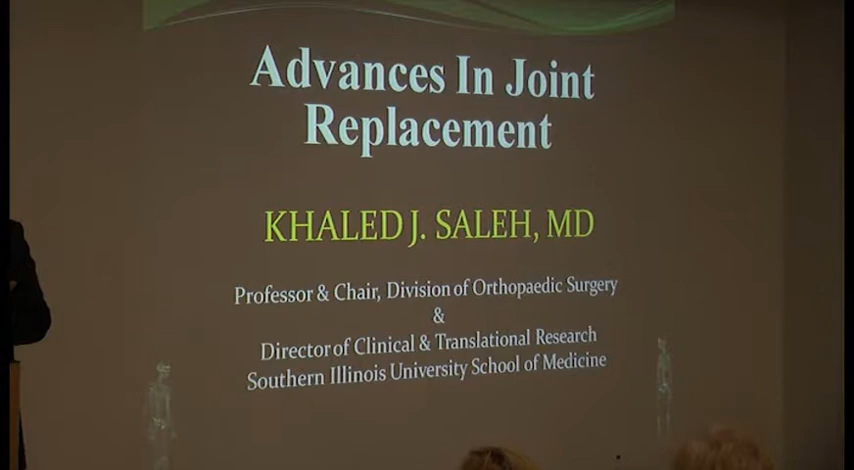 Advances In Joint
Replacement
KHALED J. SALEH, MD
Professor & Chair, Division of Orthopaedic Surgery
&
Director of Clinical & Translational Research
Southern Illinois University School of Medicine